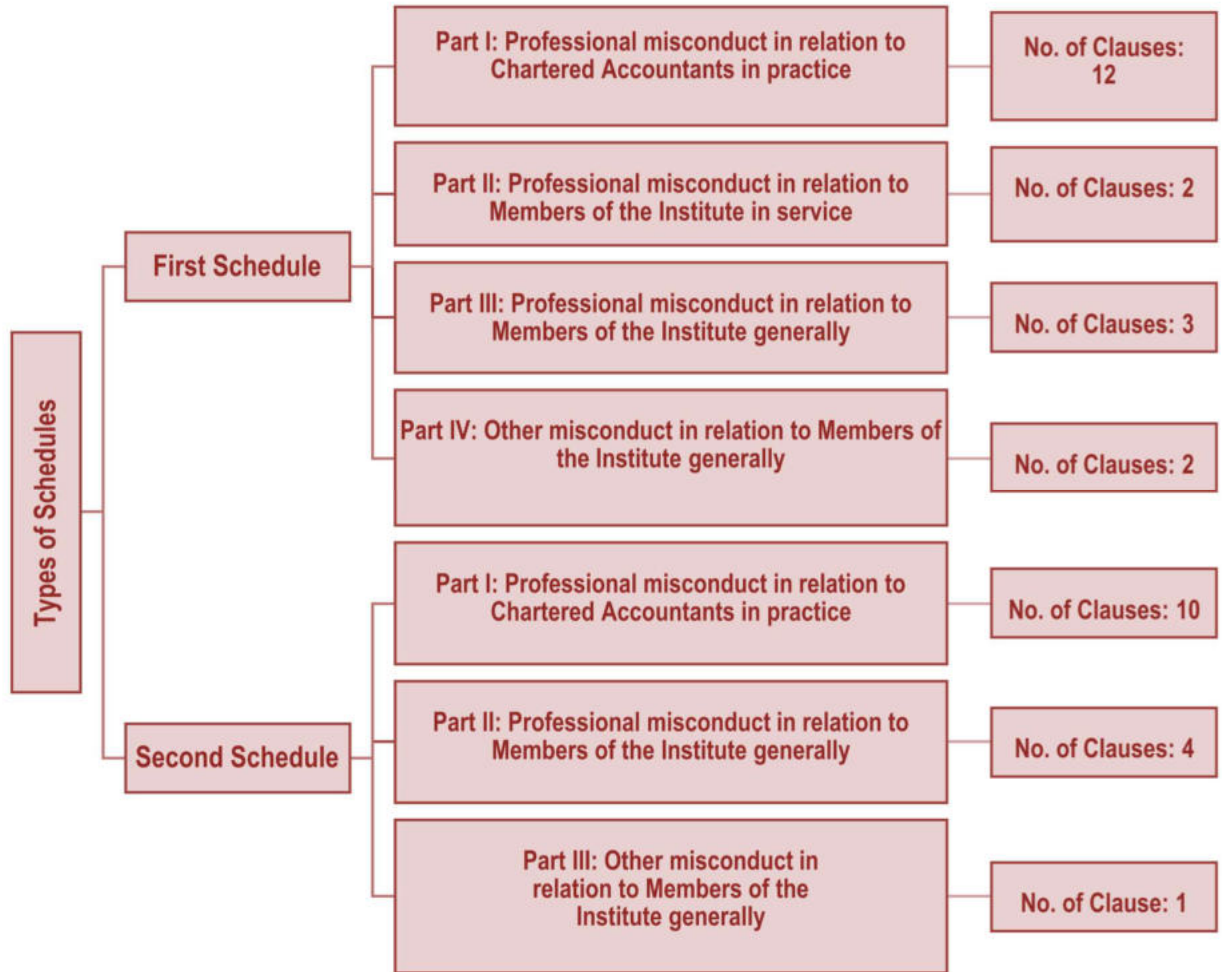 Types of Schedules
First Schedule
Part I: Professional misconduct in relation to
Chartered Accountants in practice
No. of Clauses:
12
Part II: Professional misconduct in relation to
Members of the Institute in service
No. of Clauses: 2
Part III: Professional misconduct in relation to
Members of the Institute generally
No. of Clauses: 3
Part IV: Other misconduct in relation to Members of
the Institute generally
No. of Clauses: 2
Second Schedule
Part I: Professional misconduct in relation to
Chartered Accountants in practice
No. of Clauses: 10
Part II: Professional misconduct in relation to
Members of the Institute generally
No. of Clauses: 4
Part III: Other misconduct in
relation to Members of the
Institute generally
No. of Clause: 1